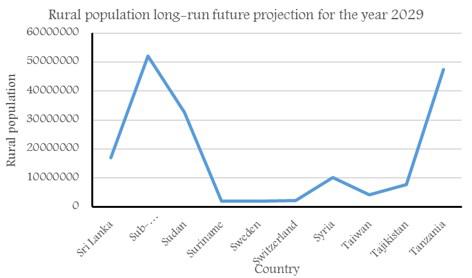 Rural population long-run future projection for the year 2029
Rural population
60000000
50000000
40000000
30000000
20000000
10000000
0
Sri Lanka
Sub-...
Sudan
Suriname
Sweden
Switzerland
Syria
Taiwan
Tajikistan
Tanzania
Country